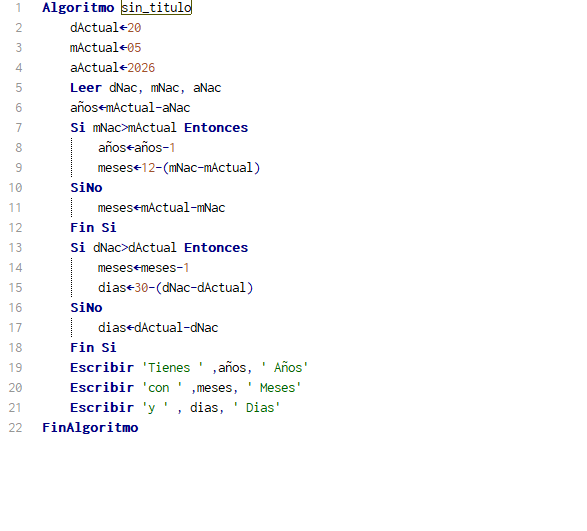 1 Algoritmo sin_titulo
2 dActual←20
3 mActual←05
4 aActual←2026
5 Leer dNac, mNac, aNac
6 años←mActual-aNac
7 Si mNac>mActual Entonces
8 años←años-1
9 meses←12-(mNac-mActual)
10 SiNo
11 meses←mActual-mNac
12 Fin Si
13 Si dNac>dActual Entonces
14 meses←meses-1
15 dias←30-(dNac-dActual)
16 SiNo
17 dias←dActual-dNac
18 Fin Si
19 Escribir 'Tienes ' ,años, ' Años'
20 Escribir 'con ' ,meses, ' Meses'
21 Escribir 'y ' , dias, ' Dias'
22 FinAlgoritmo